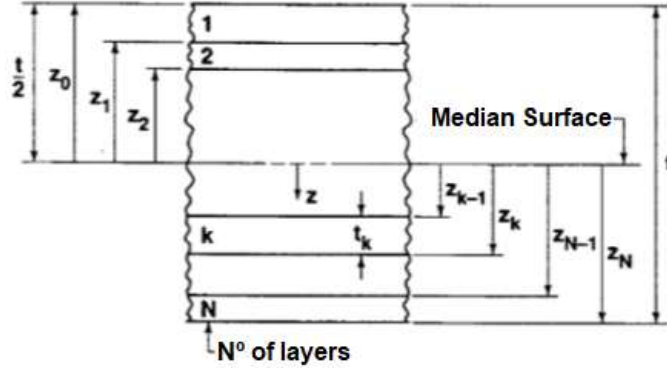 1
2
t
2
z0
z1
z2
Median Surface
z
zk–1
k
tk
zk
zN–1
zN
t
N
Nº of layers